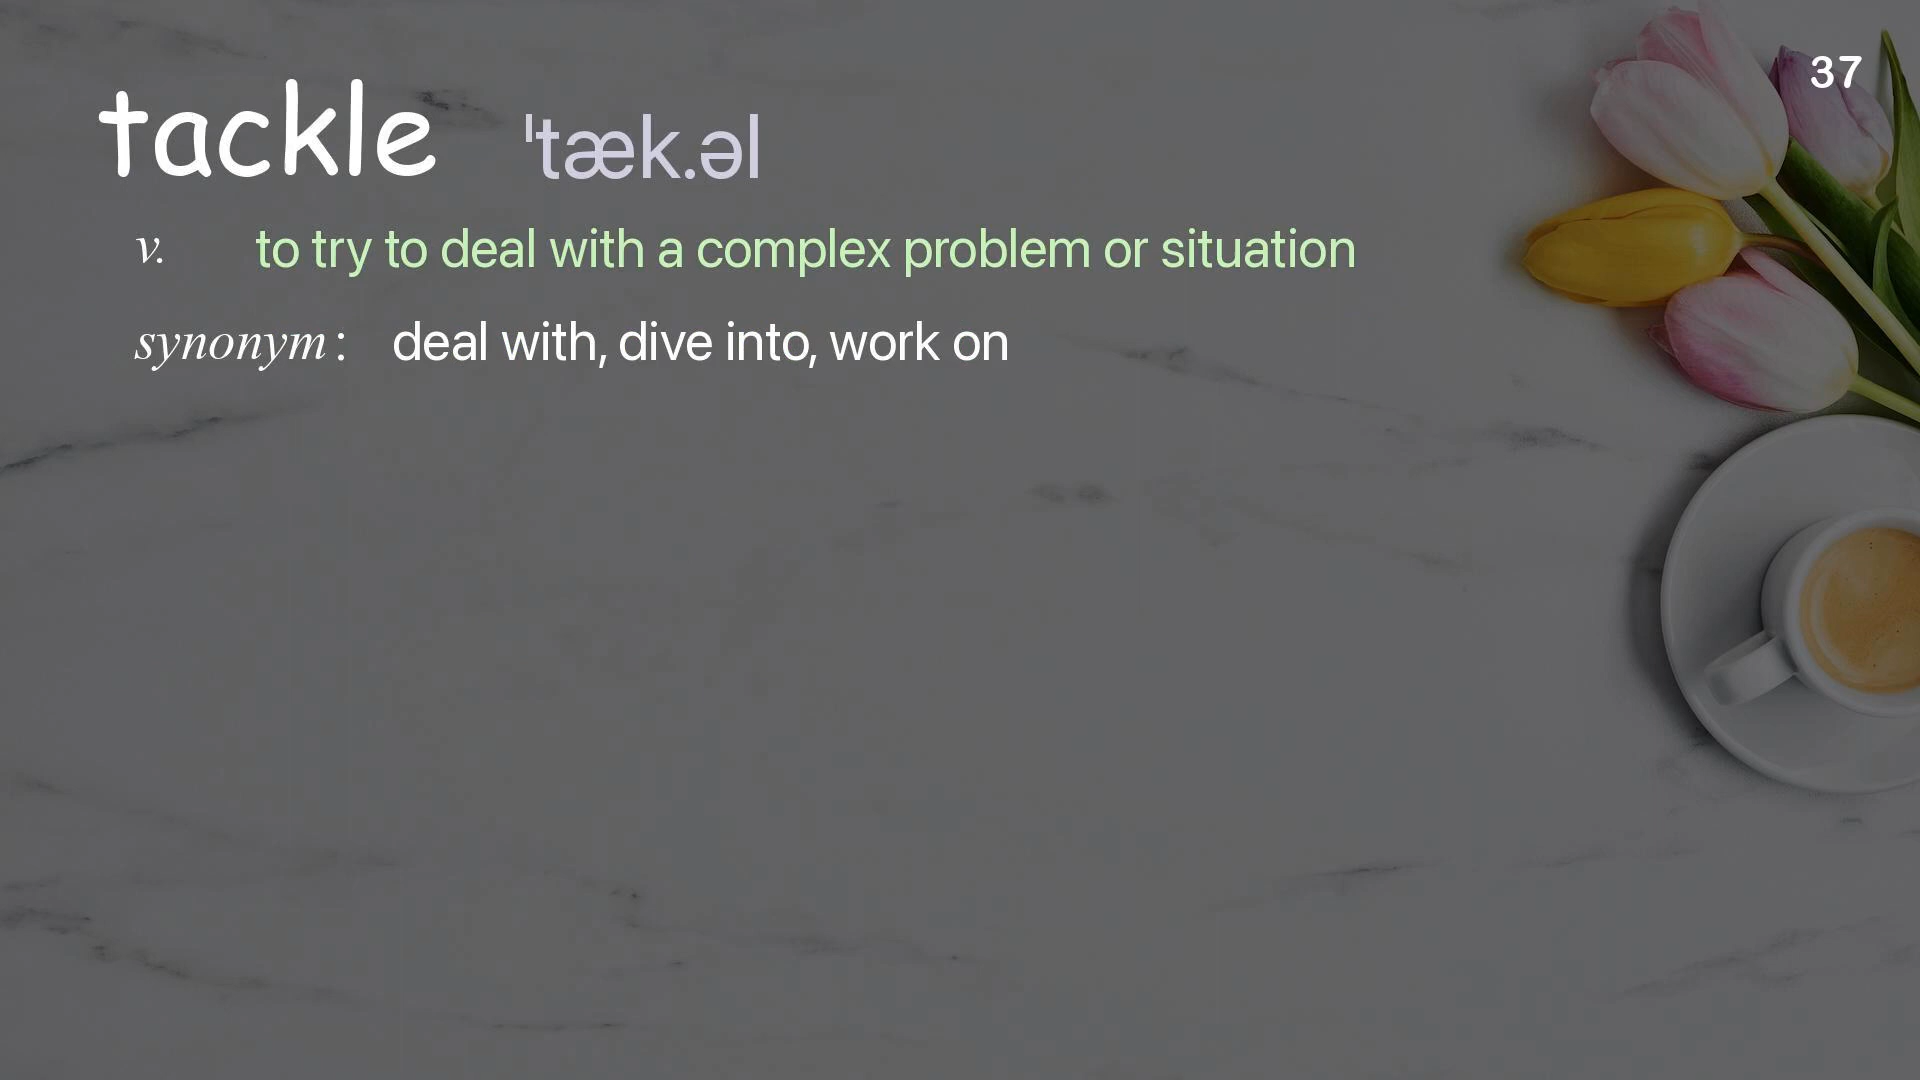 37
tackle ˈtæk.əl
v. to try to deal with a complex problem or situation
synonym: deal with, dive into, work on